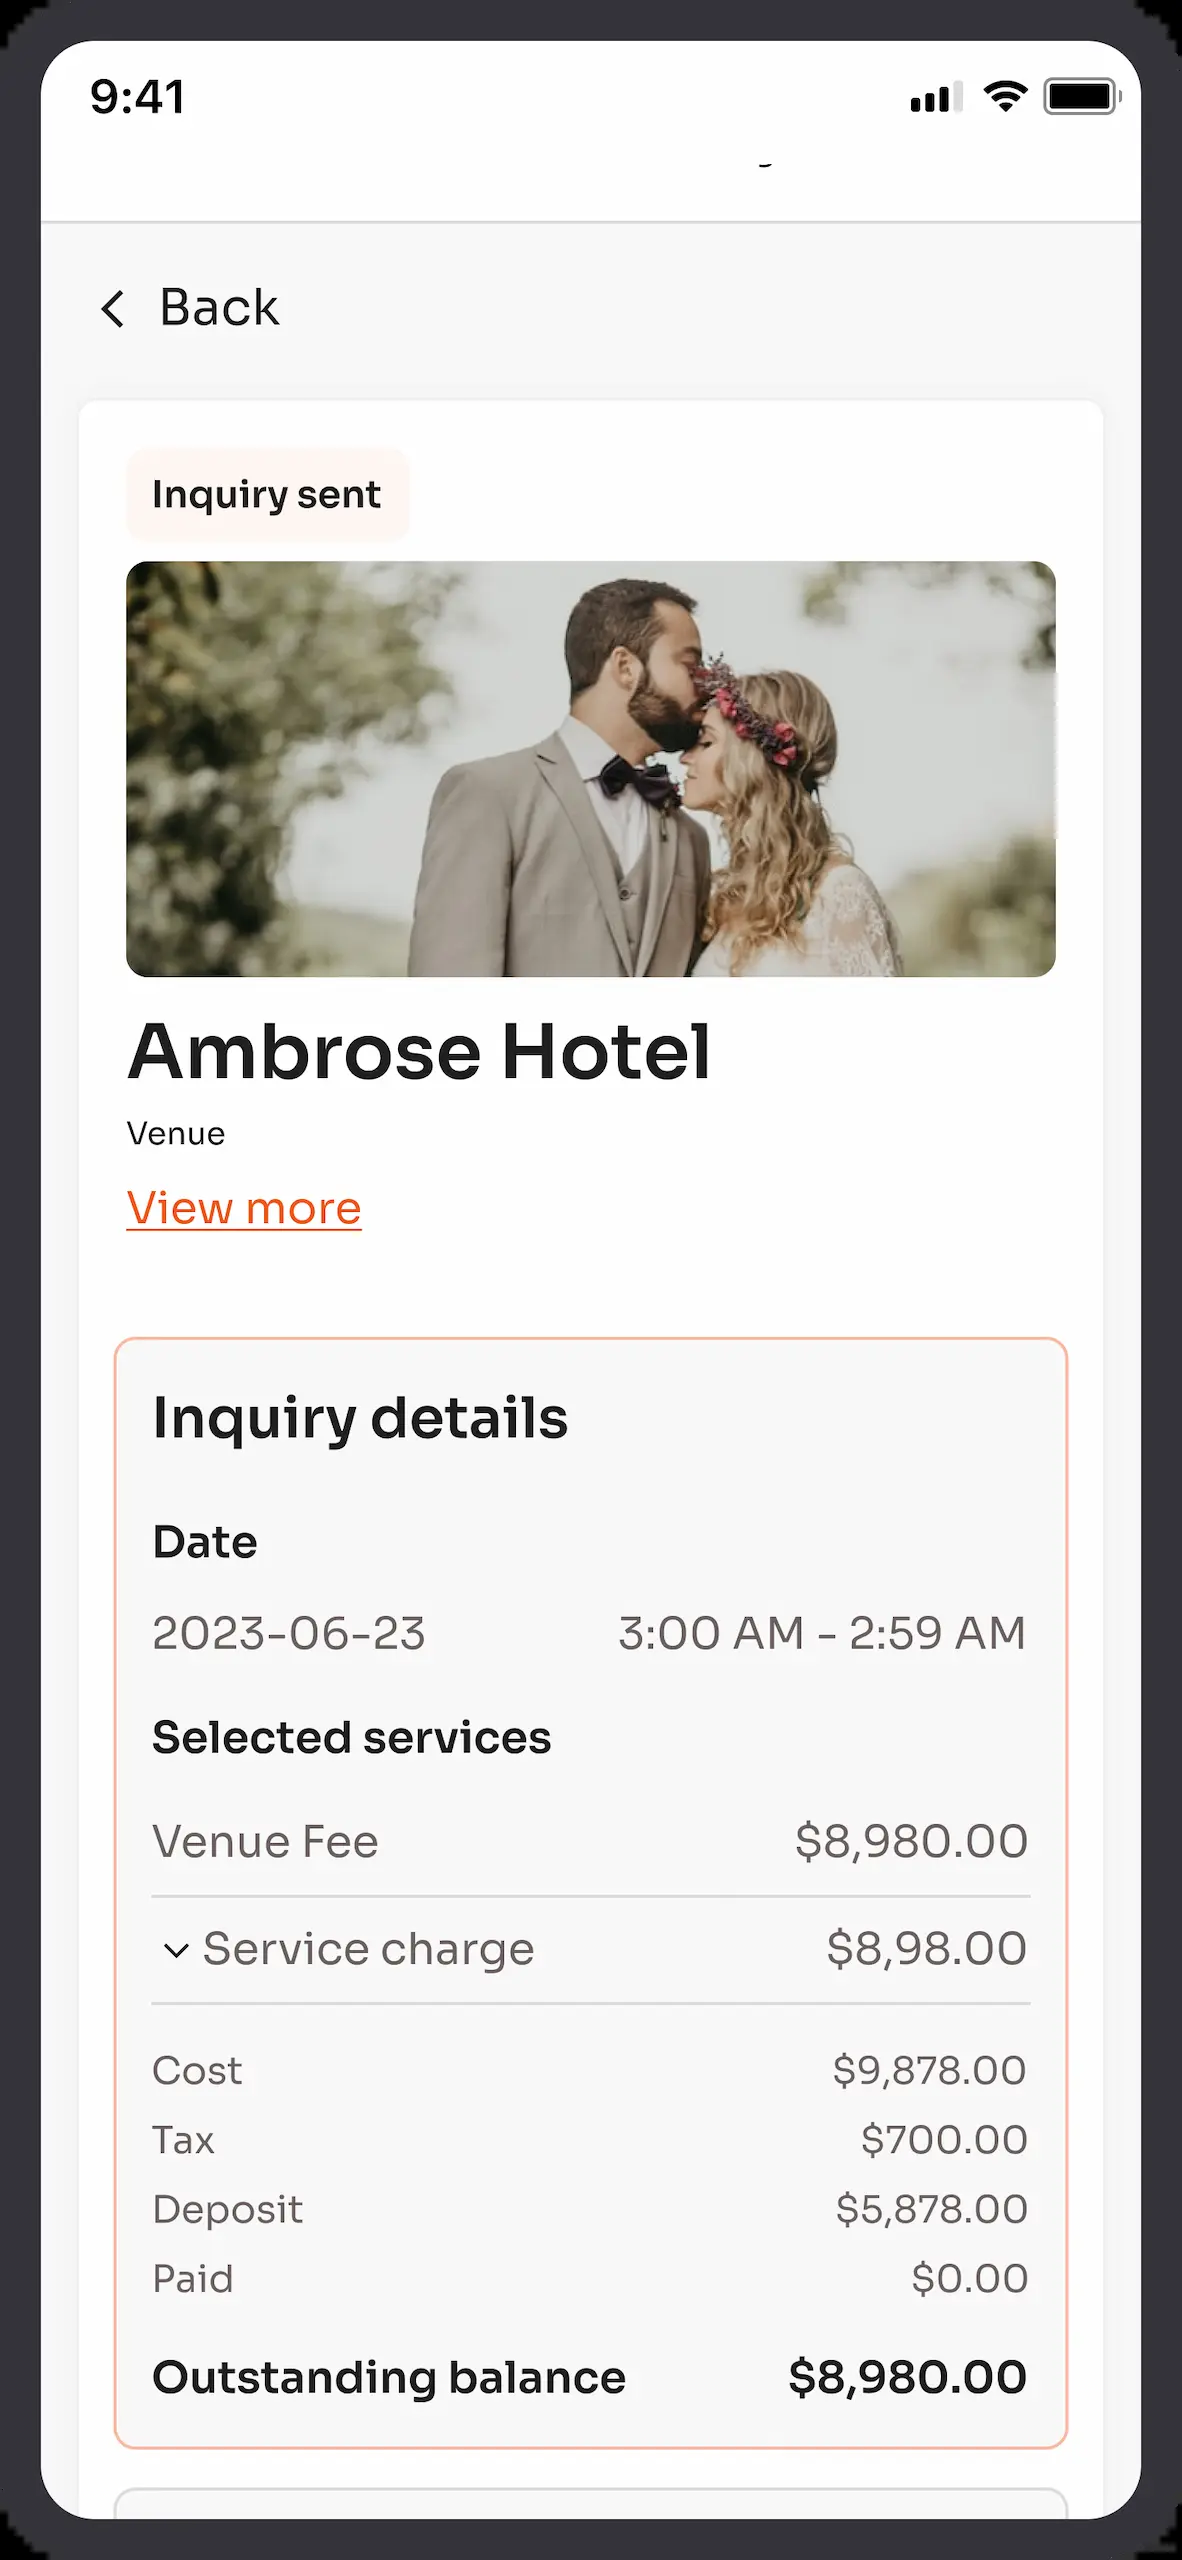 9:41
Back
Inquiry sent
Ambrose Hotel
Venue
View more
Inquiry details
Date
2023-06-23 3:00 AM - 2:59 AM
Selected services
Venue Fee $8,980.00
Service charge $8,98.00
Cost $9,878.00
Tax $700.00
Deposit $5,878.00
Paid $0.00
Outstanding balance $8,980.00